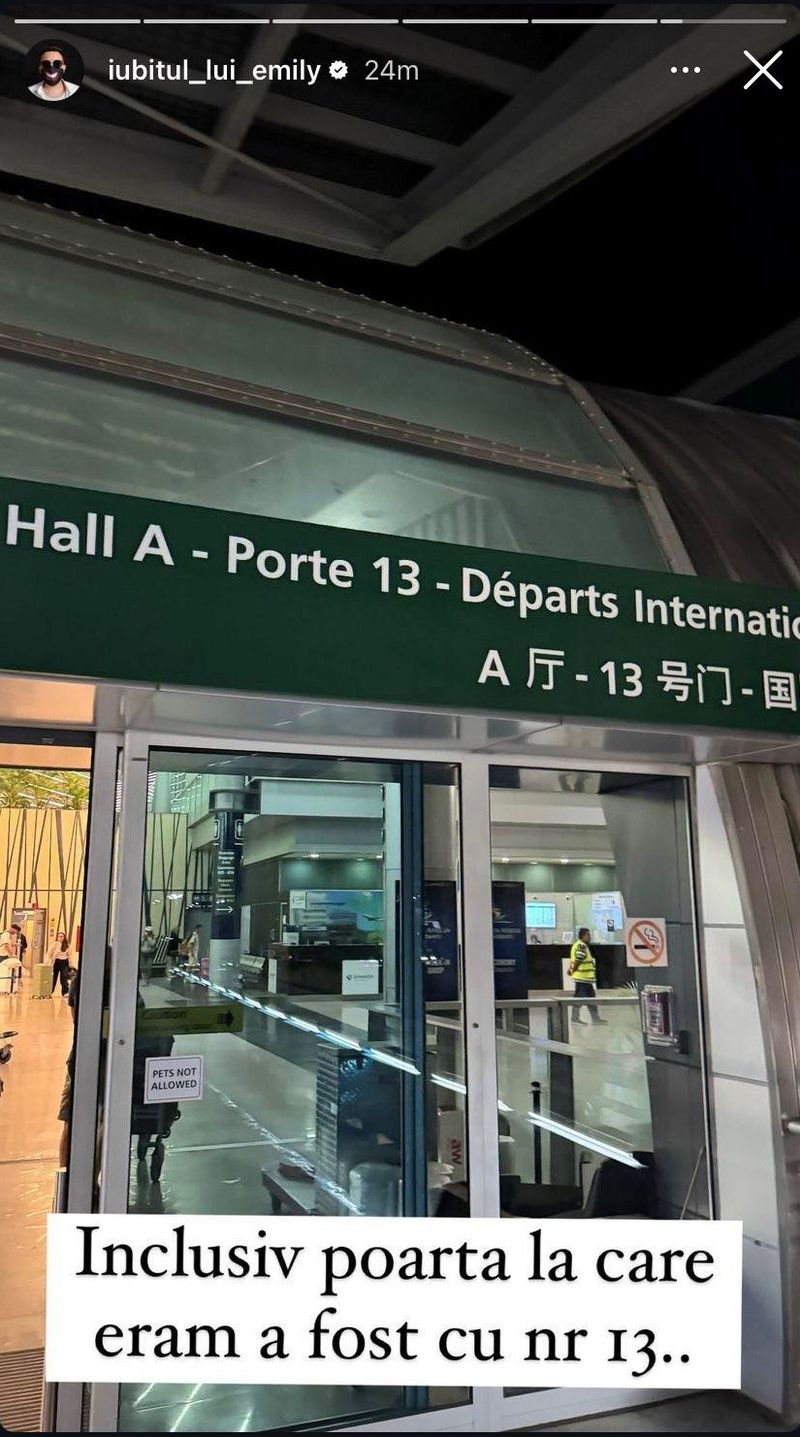 iubitul_lui_emily 24m
Hall A - Porte 13 - Départs Internatio
A 厅 - 13 号门 - 国
PETS NOT
ALLOWED
Inclusiv poarta la care
eram a fost cu nr 13..